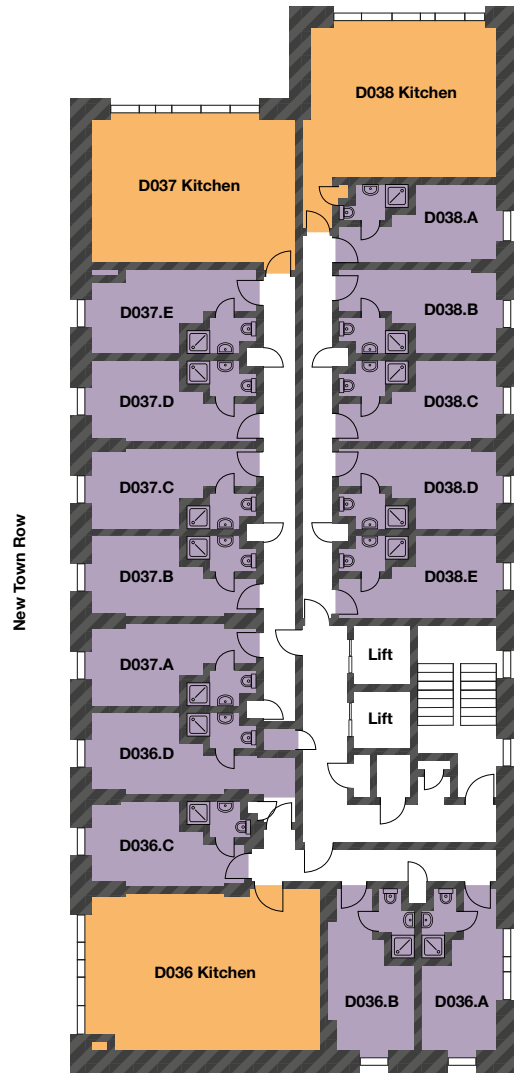 D038 Kitchen
D037 Kitchen
D038.A
D037.E
D038.B
D037.D
D038.C
D037.C
D038.D
D037.B
D038.E
New Town Row
D037.A
Lift
D036.D
Lift
D036.C
D036 Kitchen
D036.B
D036.A